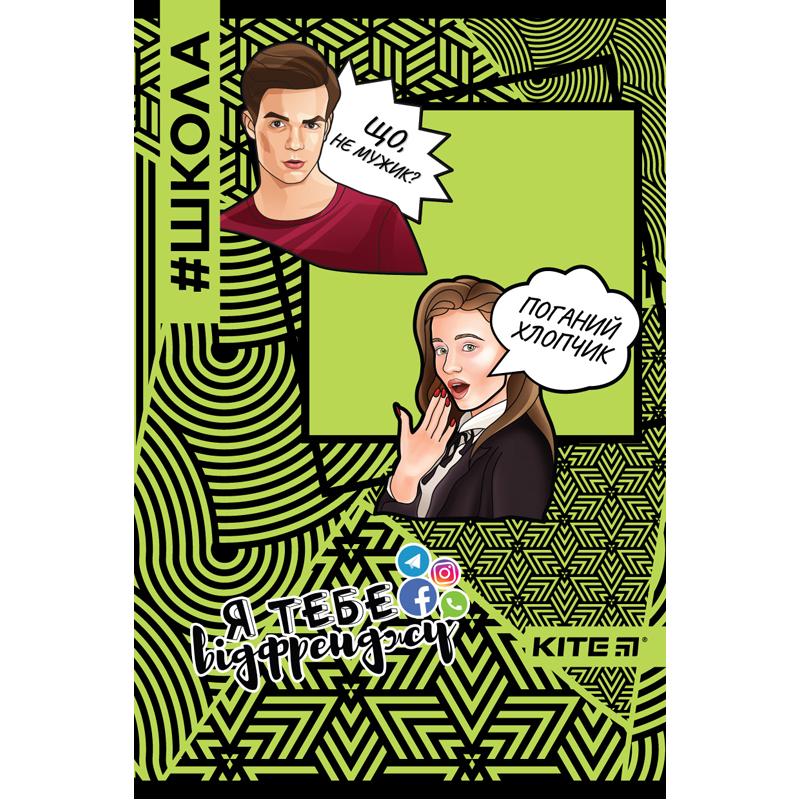 #ШКОЛА
ЩО,
НЕ МУЖИК?
ПОГАНИЙ
ХЛОПЧИК
Я ТЕБЕ
відфренджу
KITE®